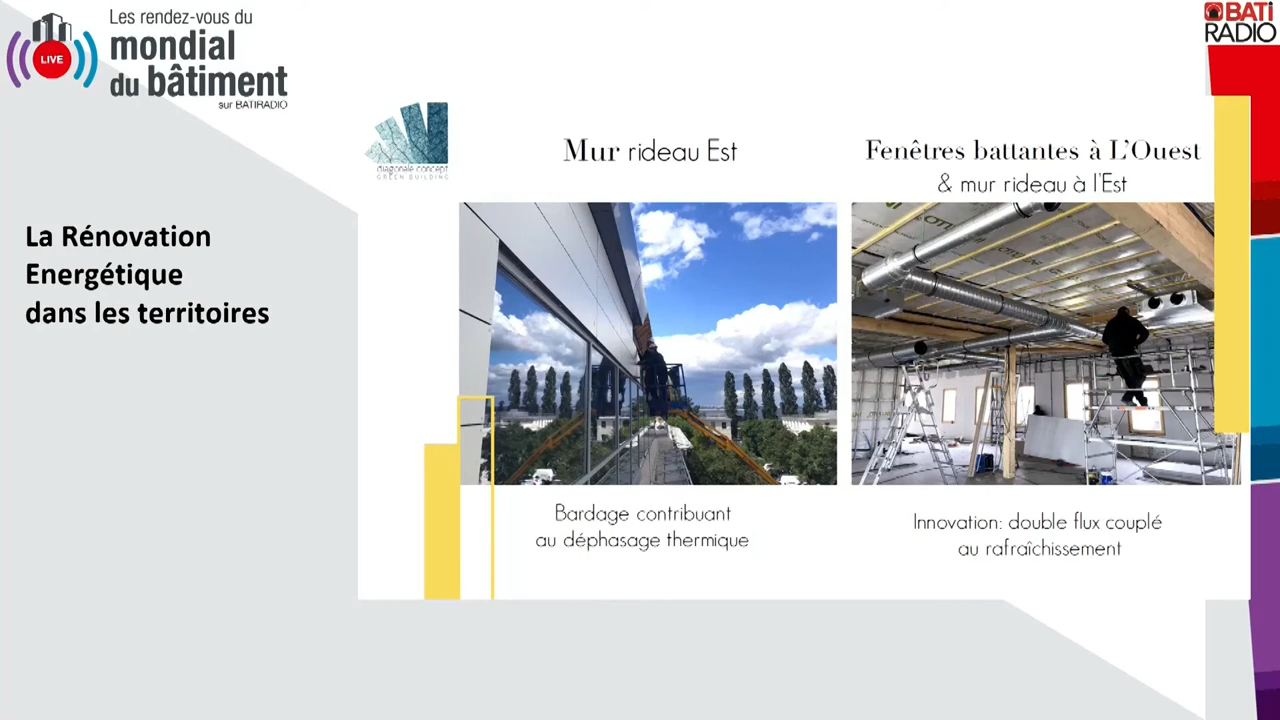 Les rendez-vous du
mondial
du bâtiment
sur BATIRADIO
LIVE
BATI
RADIO
diagonale concept
GREEN BUILDING
Mur rideau Est
Fenêtres battantes à L'Ouest
& mur rideau à l'Est
La Rénovation
Energétique
dans les territoires
Bardage contribuant
au déphasage thermique
Innovation: double flux couplé
au rafraîchissement